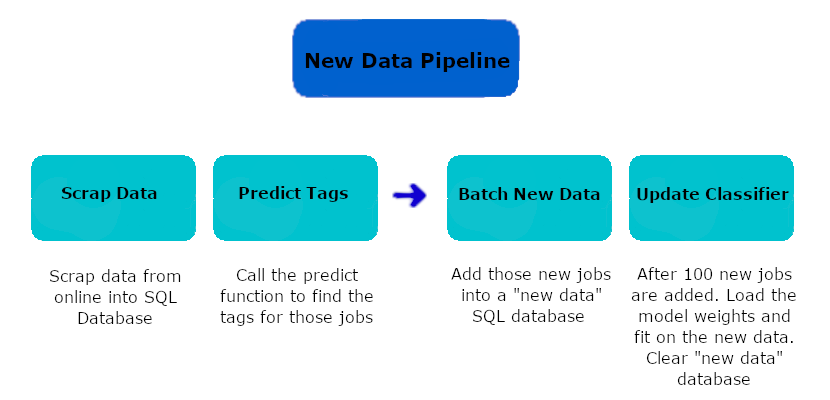 New Data Pipeline
Scrap Data
Predict Tags
Batch New Data
Update Classifier
Scrap data from
online into SQL
Database
Call the predict
function to find the
tags for those jobs
Add those new jobs
into a "new data"
SQL database
After 100 new jobs
are added. Load the
model weights and
fit on the new data.
Clear "new data"
database